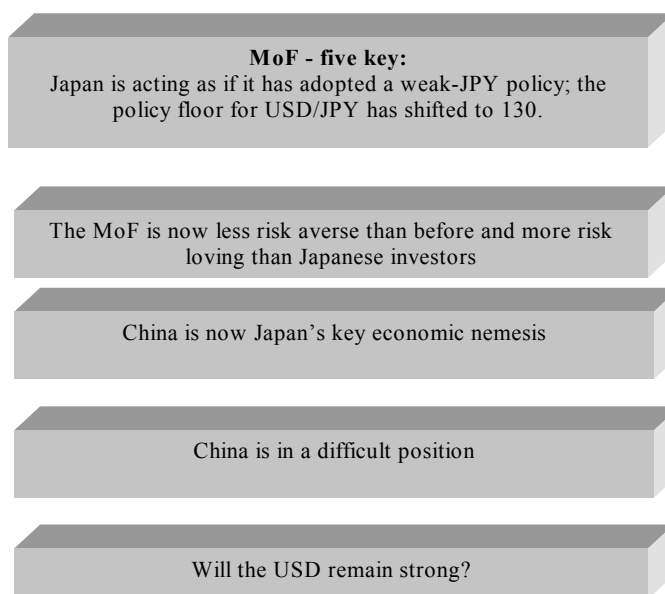 MoF - five key:
Japan is acting as if it has adopted a weak-JPY policy; the
policy floor for USD/JPY has shifted to 130.
The MoF is now less risk averse than before and more risk
loving than Japanese investors
China is now Japan’s key economic nemesis
China is in a difficult position
Will the USD remain strong?